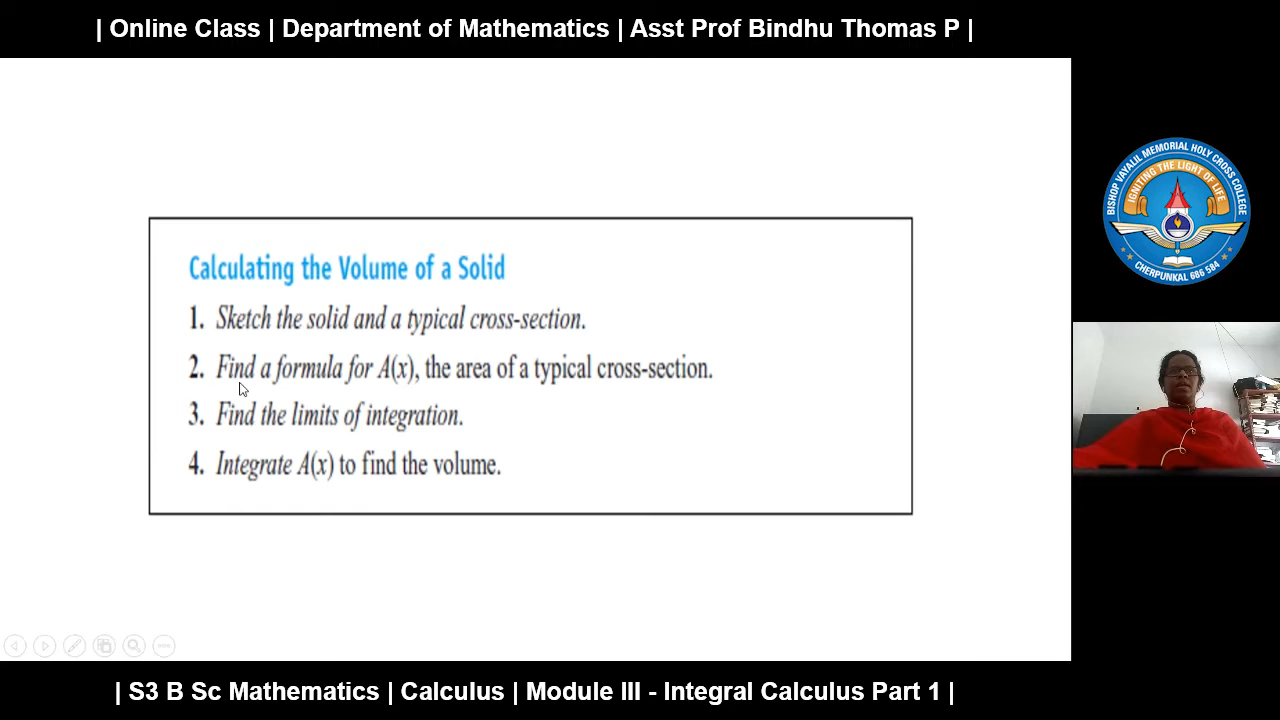 | Online Class | Department of Mathematics | Asst Prof Bindhu Thomas P |
Calculating the Volume of a Solid
1. Sketch the solid and a typical cross-section.
2. Find a formula for A(x), the area of a typical cross-section.
3. Find the limits of integration.
4. Integrate A(x) to find the volume.
BISHOP VAYALIL MEMORIAL HOLY CROSS COLLEGE
IGNITING THE LIGHT OF LIFE
CHERPUNKAL 686 584
| S3 B Sc Mathematics | Calculus | Module III - Integral Calculus Part 1 |